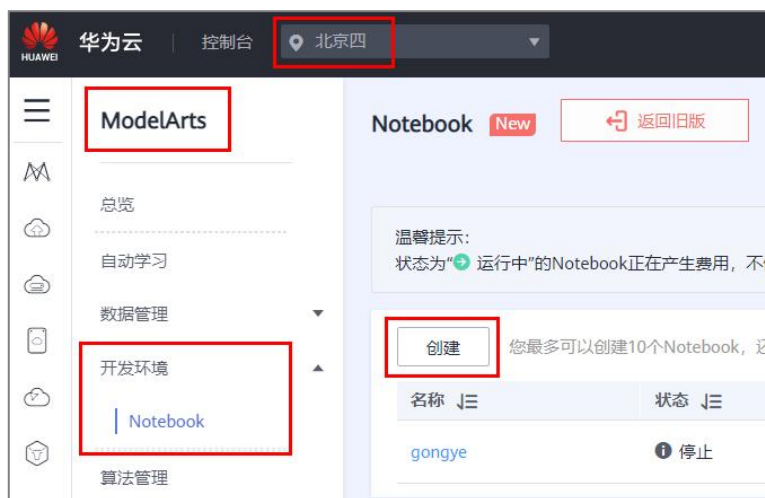 HUAWEI 华为云 控制台 北京四
ModelArts
总览
自动学习
数据管理
开发环境
Notebook
算法管理
Notebook New 返回旧版
温馨提示:
状态为“ 运行中”的Notebook正在产生费用，不
创建 您最多可以创建10个Notebook，还
名称 状态
gongye 停止